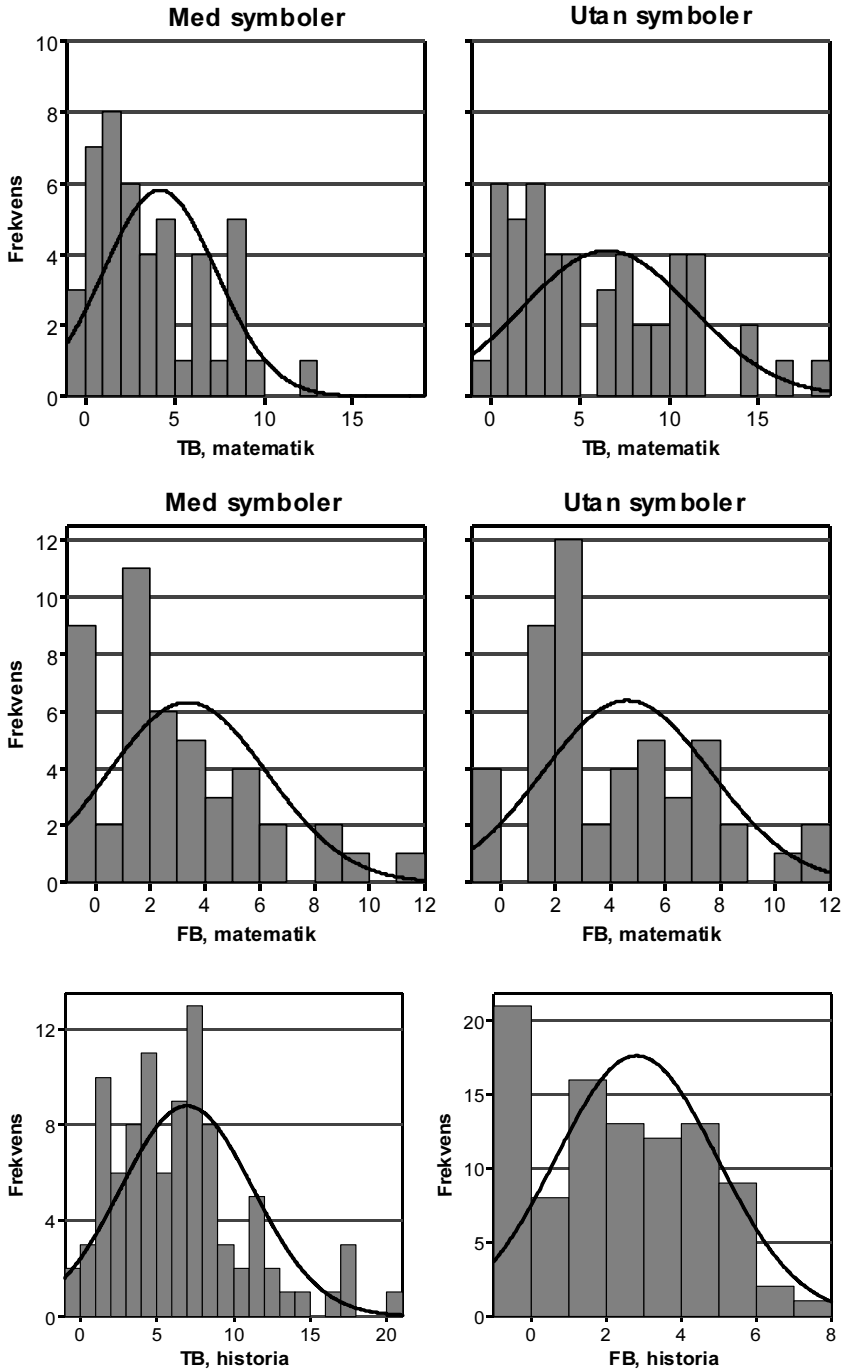 Med symboler
Utan symboler
10
8
6
4
2
0
Frekvens
0 5 10 15
0 5 10 15
TB, matematik
TB, matematik
Med symboler
Utan symboler
12
10
8
6
4
2
0
Frekvens
0 2 4 6 8 10 12
0 2 4 6 8 10 12
FB, matematik
FB, matematik
12
8
4
0
Frekvens
0 5 10 15 20
TB, historia
20
15
10
5
0
Frekvens
0 2 4 6 8
FB, historia